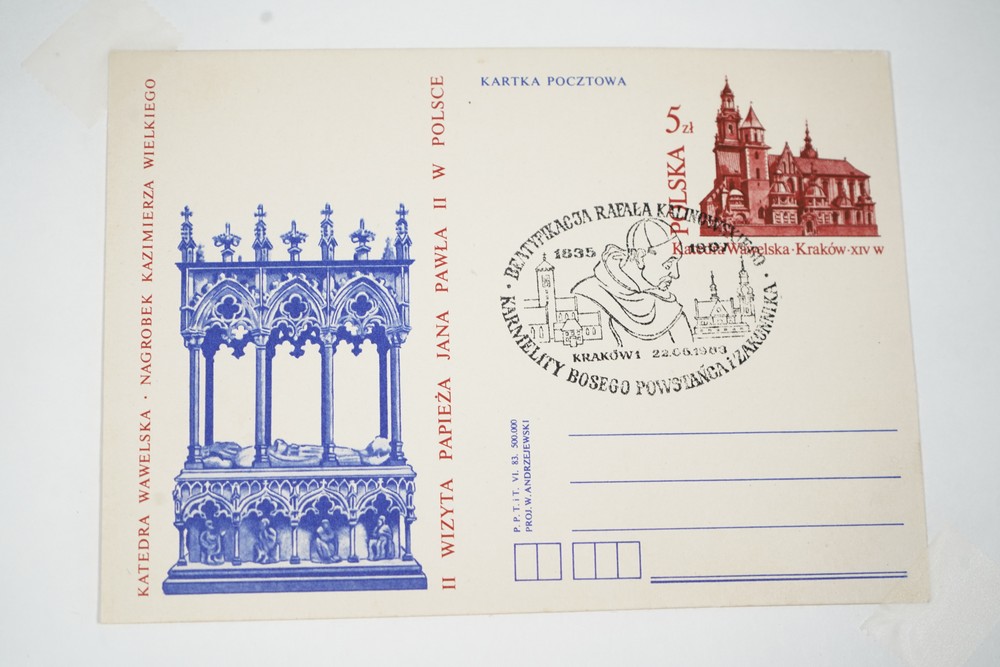 KATEDRA WAWELSKA · NAGROBEK KAZIMIERZA WIELKIEGO
II WIZYTA PAPIEŻA JANA PAWŁA II W POLSCE
KARTKA POCZTOWA
5 zł
POLSKA
Katedra Wawelska · Kraków · XIV w
· BEATYFIKACJA RAFAŁA KALINOWSKIEGO ·
1835 1907
KRAKÓW 1 22.06.1983
KARMELITY BOSEGO POWSTAŃCA i ZAKONNIKA
P. P. T. i T. VI. 83. 500.000
PROJ. W. ANDRZEJEWSKI